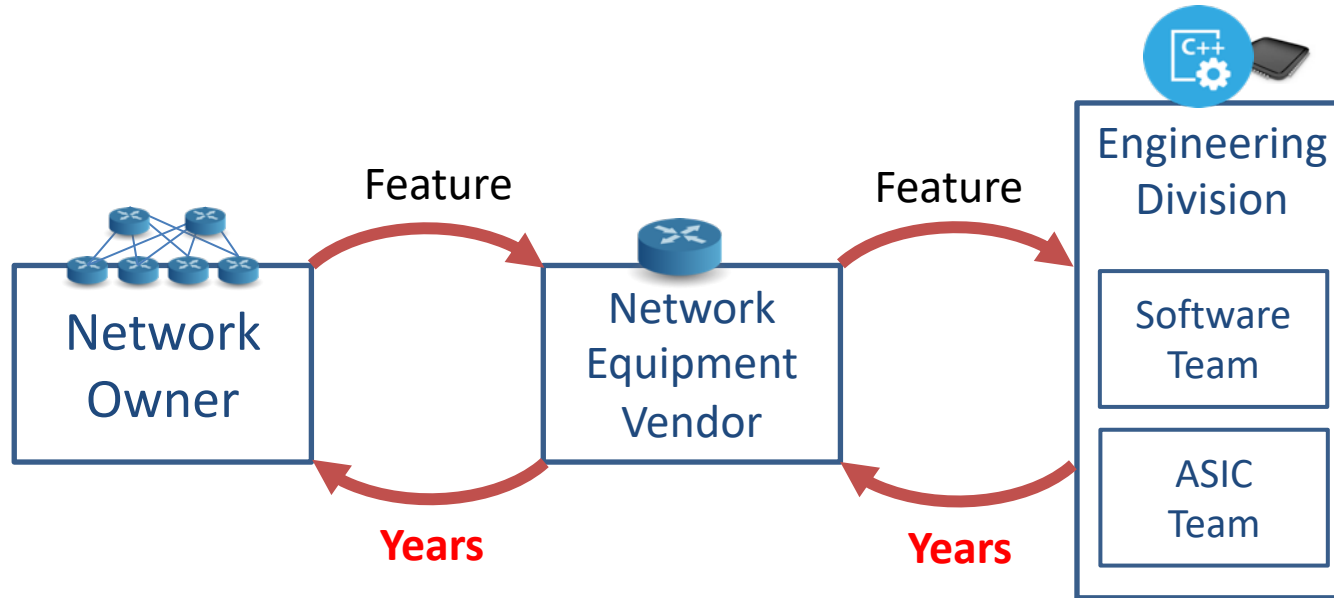 C++
Engineering
Division
Feature
Feature
Network
Owner
Network
Equipment
Vendor
Software
Team
ASIC
Team
Years
Years